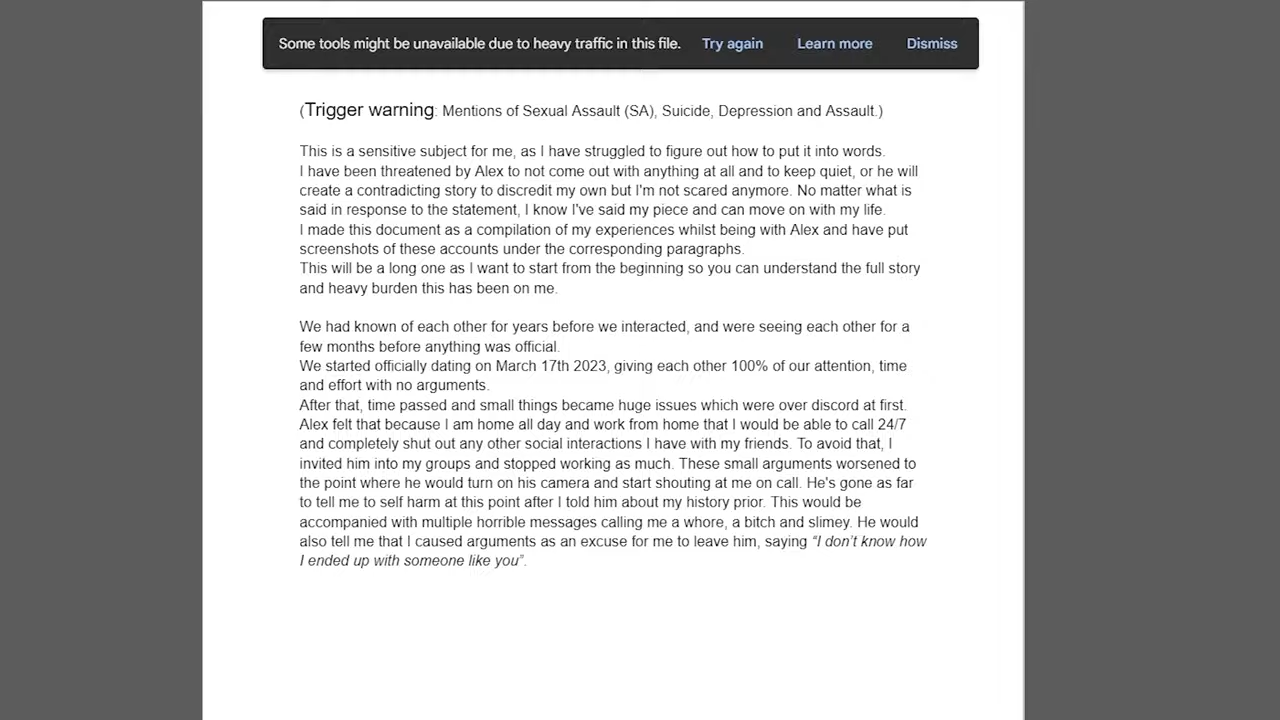 Some tools might be unavailable due to heavy traffic in this file. Try again Learn more Dismiss
(Trigger warning: Mentions of Sexual Assault (SA), Suicide, Depression and Assault.)
This is a sensitive subject for me, as I have struggled to figure out how to put it into words.
I have been threatened by Alex to not come out with anything at all and to keep quiet, or he will
create a contradicting story to discredit my own but I'm not scared anymore. No matter what is
said in response to the statement, I know I've said my piece and can move on with my life.
I made this document as a compilation of my experiences whilst being with Alex and have put
screenshots of these accounts under the corresponding paragraphs.
This will be a long one as I want to start from the beginning so you can understand the full story
and heavy burden this has been on me.
We had known of each other for years before we interacted, and were seeing each other for a
few months before anything was official.
We started officially dating on March 17th 2023, giving each other 100% of our attention, time
and effort with no arguments.
After that, time passed and small things became huge issues which were over discord at first.
Alex felt that because I am home all day and work from home that I would be able to call 24/7
and completely shut out any other social interactions I have with my friends. To avoid that, I
invited him into my groups and stopped working as much. These small arguments worsened to
the point where he would turn on his camera and start shouting at me on call. He's gone as far
to tell me to self harm at this point after I told him about my history prior. This would be
accompanied with multiple horrible messages calling me a whore, a bitch and slimey. He would
also tell me that I caused arguments as an excuse for me to leave him, saying “I don’t know how
I ended up with someone like you”.